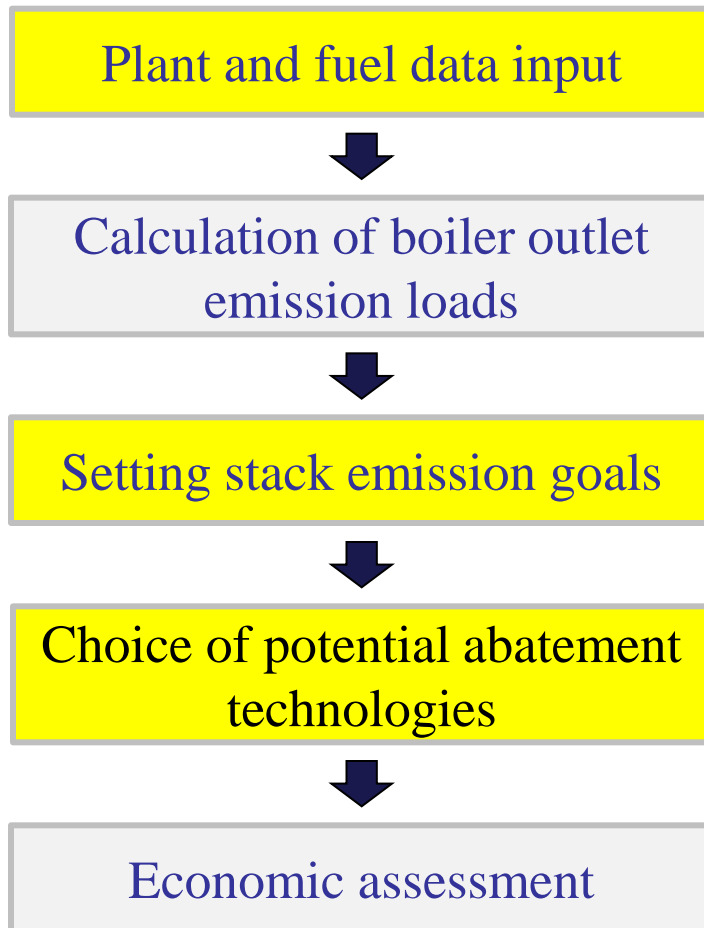 Plant and fuel data input
Calculation of boiler outlet
emission loads
Setting stack emission goals
Choice of potential abatement
technologies
Economic assessment